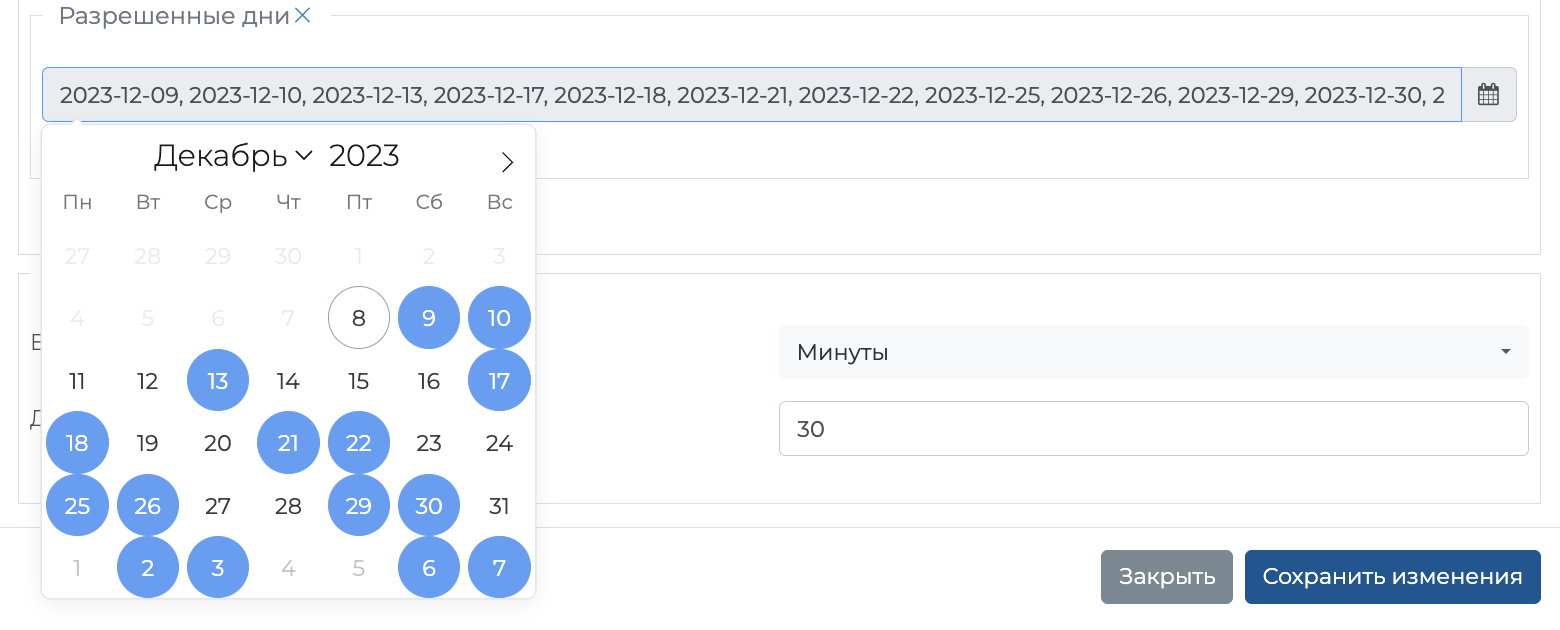 Разрешенные дни
2023-12-09, 2023-12-10, 2023-12-13, 2023-12-17, 2023-12-18, 2023-12-21, 2023-12-22, 2023-12-25, 2023-12-26, 2023-12-29, 2023-12-30, 2
Декабрь 2023
Пн Вт Ср Чт Пт Сб Вс
27 28 29 30 1 2 3
4 5 6 7 8 9 10
11 12 13 14 15 16 17
18 19 20 21 22 23 24
25 26 27 28 29 30 31
1 2 3 4 5 6 7
Минуты
30
Закрыть Сохранить изменения